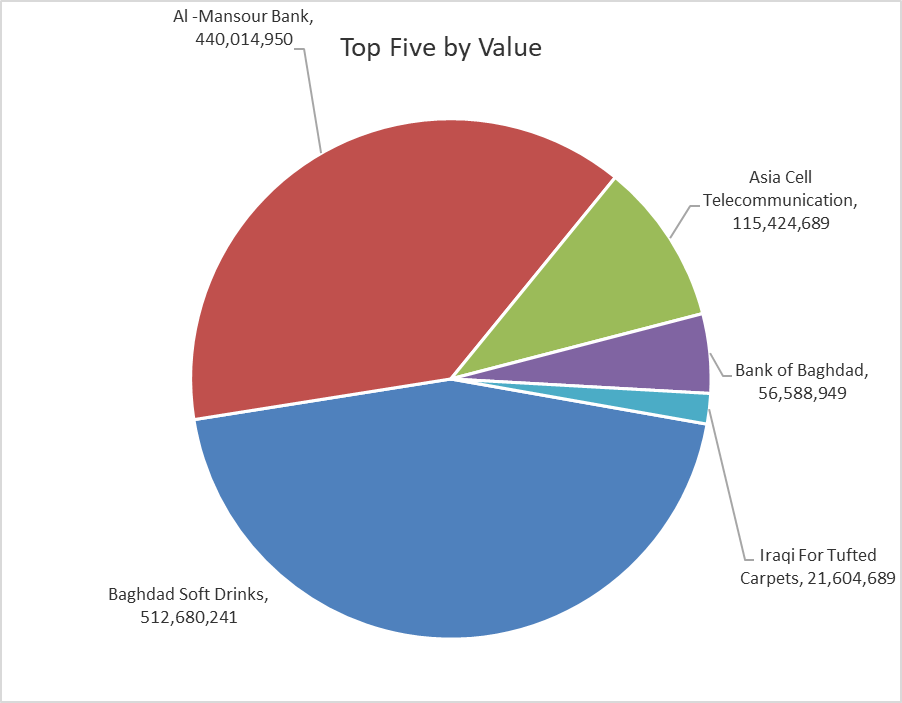 Al -Mansour Bank,
440,014,950
Top Five by Value
Asia Cell
Telecommunication,
115,424,689
Bank of Baghdad,
56,588,949
Iraqi For Tufted
Carpets, 21,604,689
Baghdad Soft Drinks,
512,680,241